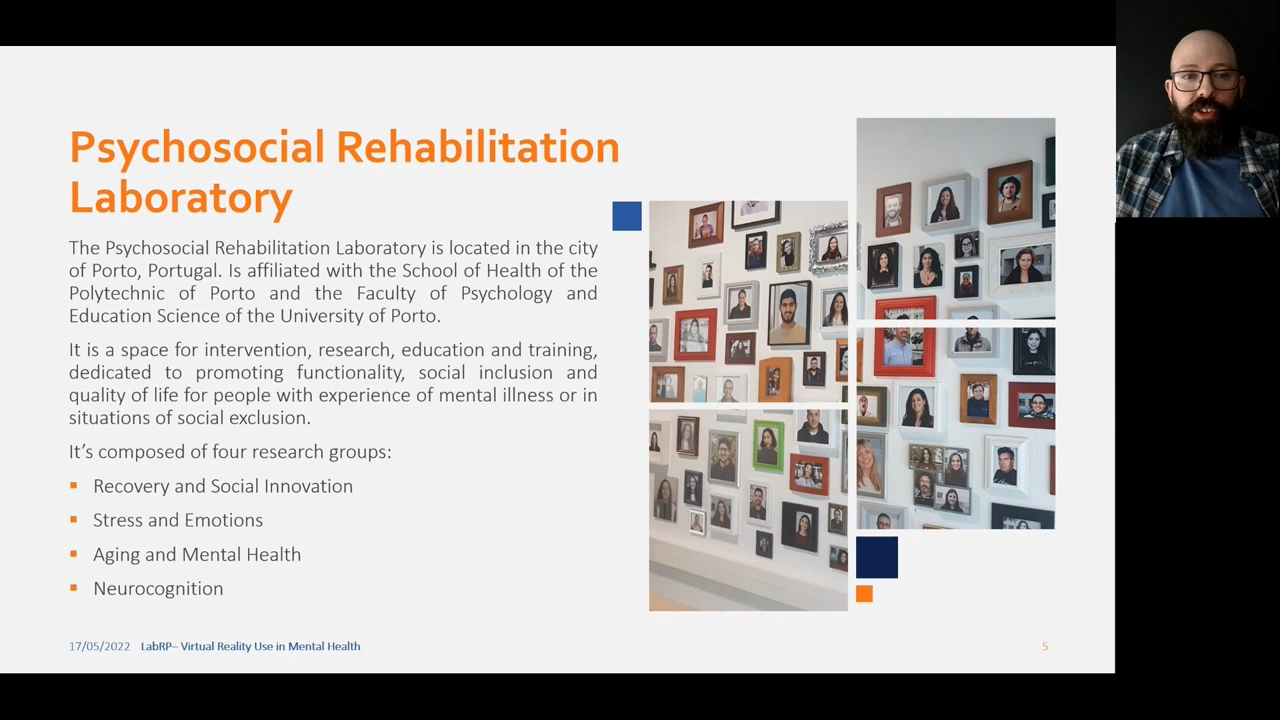 Psychosocial Rehabilitation
Laboratory
The Psychosocial Rehabilitation Laboratory is located in the city
of Porto, Portugal. Is affiliated with the School of Health of the
Polytechnic of Porto and the Faculty of Psychology and
Education Science of the University of Porto.
It is a space for intervention, research, education and training,
dedicated to promoting functionality, social inclusion and
quality of life for people with experience of mental illness or in
situations of social exclusion.
It’s composed of four research groups:
▪ Recovery and Social Innovation
▪ Stress and Emotions
▪ Aging and Mental Health
▪ Neurocognition
17/05/2022 LabRP– Virtual Reality Use in Mental Health
5